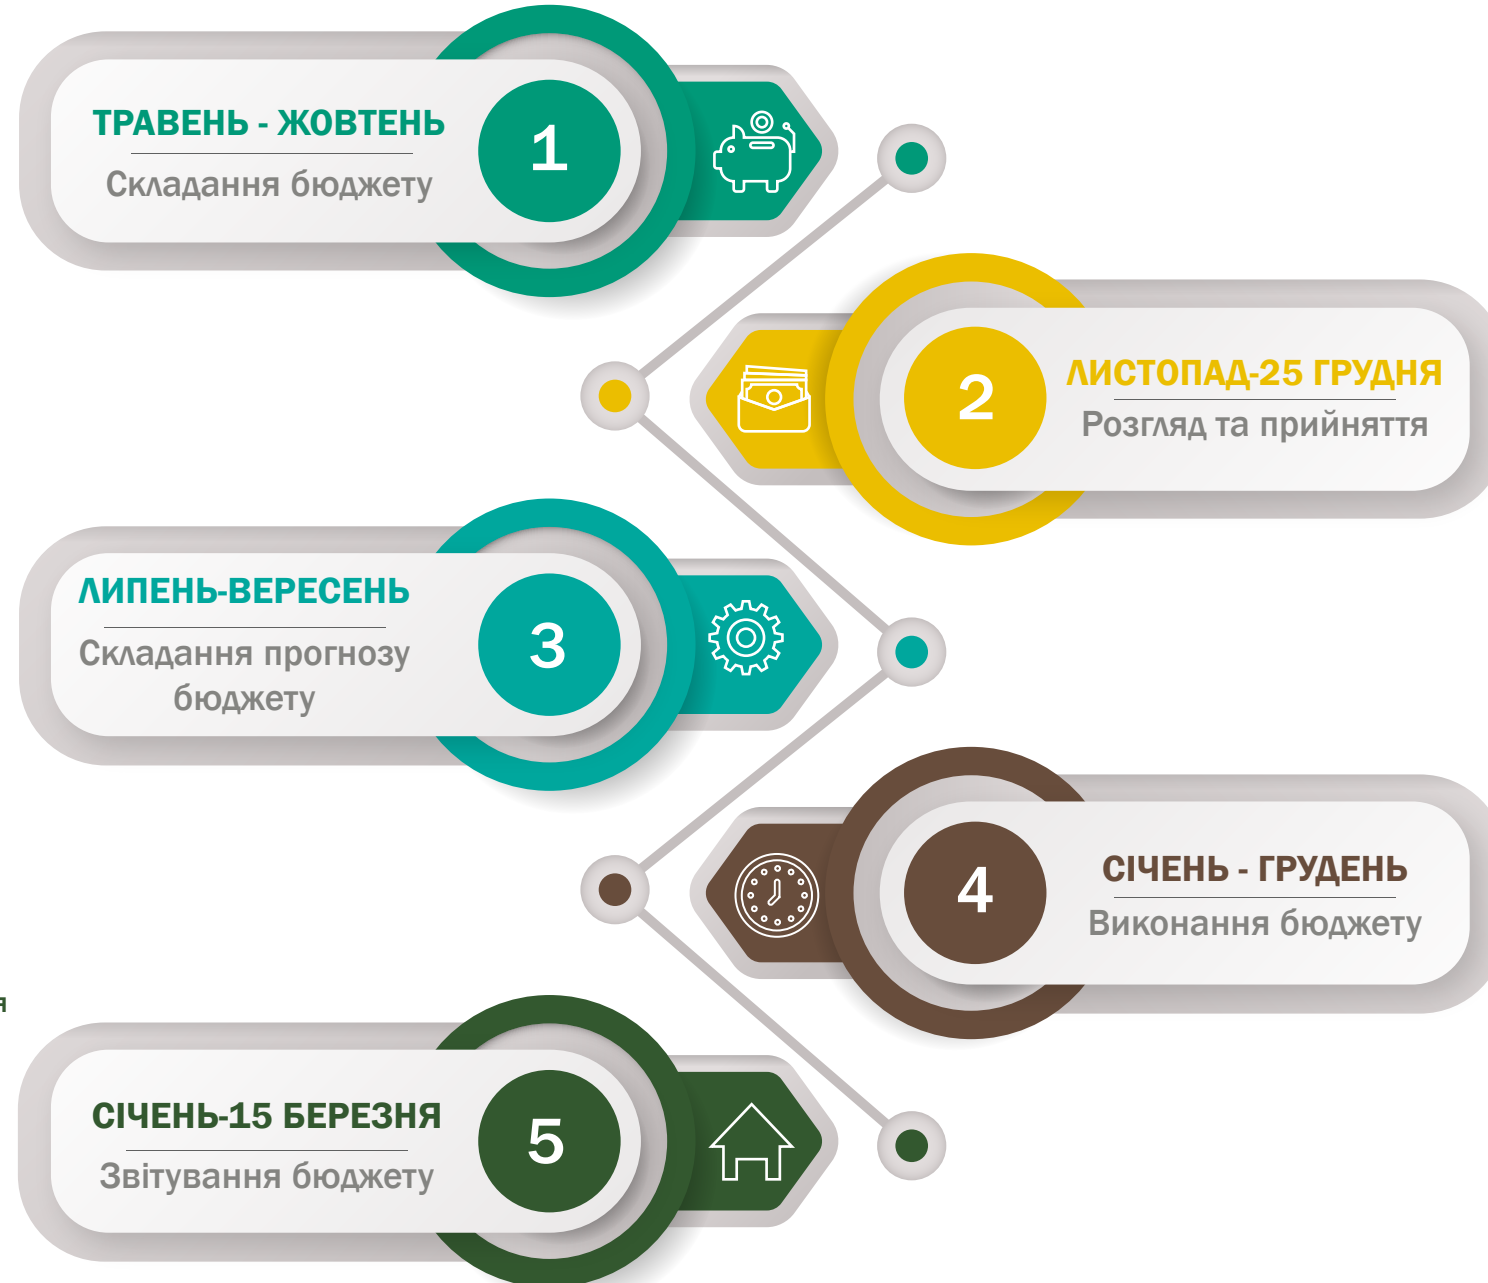 ТРАВЕНЬ - ЖОВТЕНЬ
Складання бюджету
1
2
ЛИСТОПАД-25 ГРУДНЯ
Розгляд та прийняття
ЛИПЕНЬ-ВЕРЕСЕНЬ
Складання прогнозу
бюджету
3
4
СІЧЕНЬ - ГРУДЕНЬ
Виконання бюджету
я
СІЧЕНЬ-15 БЕРЕЗНЯ
Звітування бюджету
5